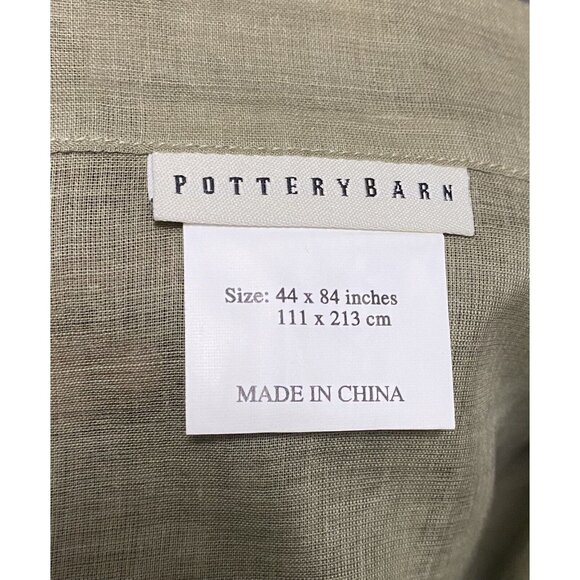 POTTERYBARN
Size: 44 x 84 inches
111 x 213 cm
MADE IN CHINA